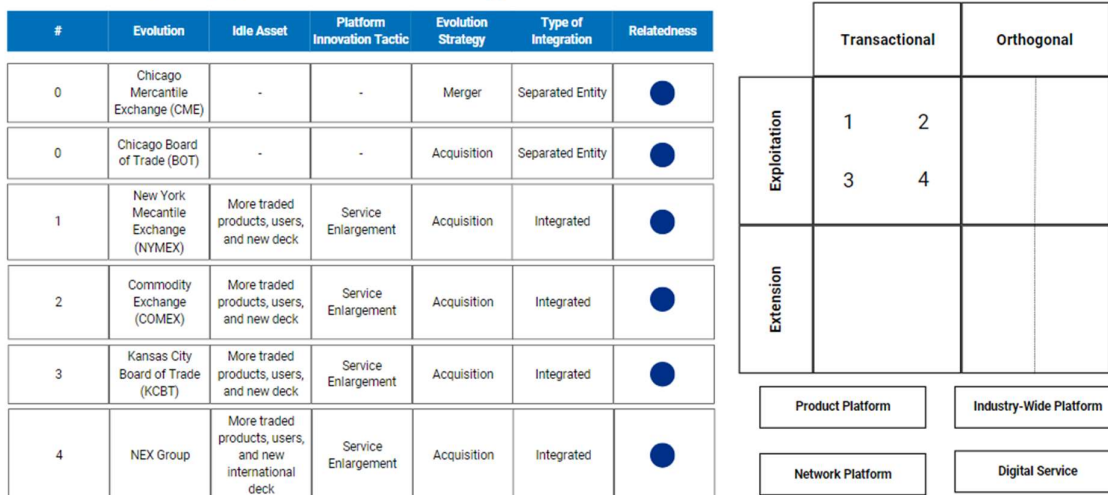 #
Evolution
Idle Asset
Platform
Innovation Tactic
Evolution
Strategy
Type of
Integration
Relatedness
0
Chicago
Mercantile
Exchange (CME)
-
-
Merger
Separated Entity
0
Chicago Board
of Trade (BOT)
-
-
Acquisition
Separated Entity
1
New York
Mecantile
Exchange
(NYMEX)
More traded
products, users,
and new deck
Service
Enlargement
Acquisition
Integrated
2
Commodity
Exchange
(COMEX)
More traded
products, users,
and new deck
Service
Enlargement
Acquisition
Integrated
3
Kansas City
Board of Trade
(KCBT)
More traded
products, users,
and new deck
Service
Enlargement
Acquisition
Integrated
4
NEX Group
More traded
products, users,
and new
international
deck
Service
Enlargement
Acquisition
Integrated
Transactional
Orthogonal
Exploitation
1 2
3 4
Extension
Product Platform
Industry-Wide Platform
Network Platform
Digital Service